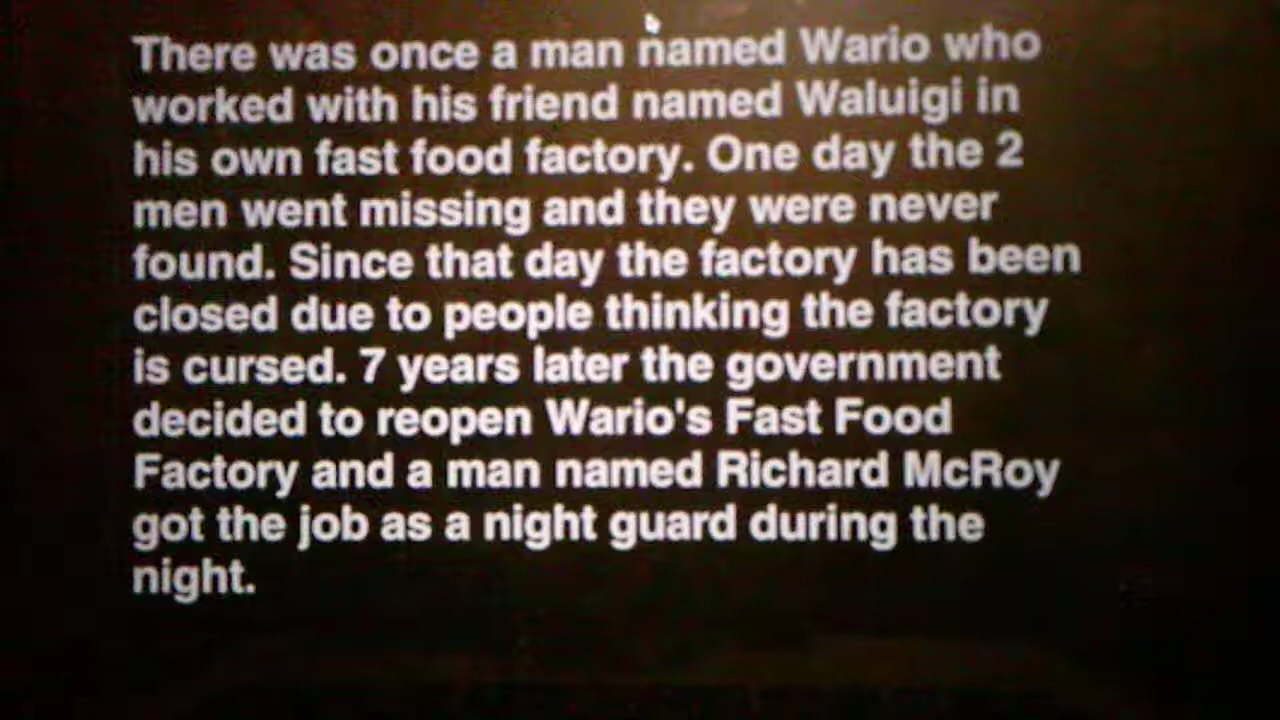 There was once a man named Wario who
worked with his friend named Waluigi in
his own fast food factory. One day the 2
men went missing and they were never
found. Since that day the factory has been
closed due to people thinking the factory
is cursed. 7 years later the government
decided to reopen Wario's Fast Food
Factory and a man named Richard McRoy
got the job as a night guard during the
night.